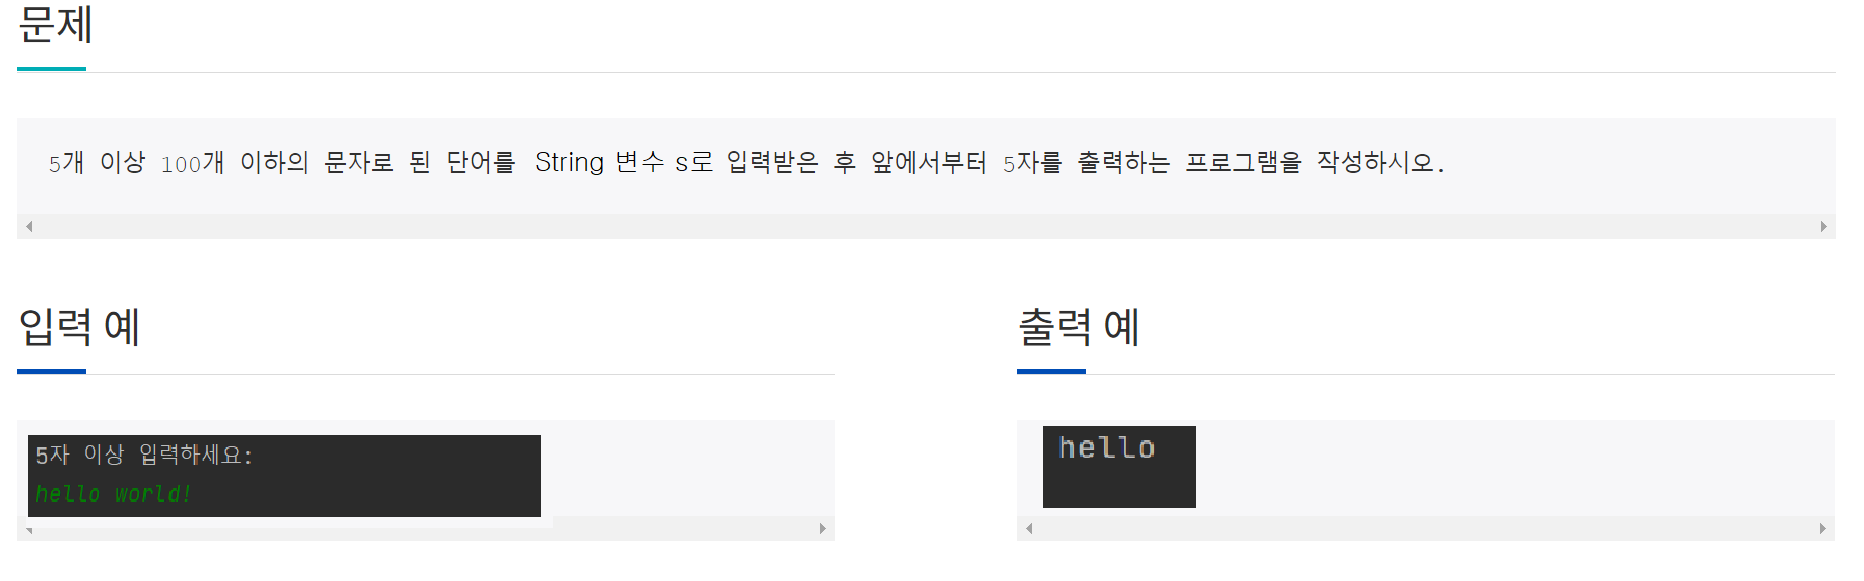 문제
5개 이상 100개 이하의 문자로 된 단어를 String 변수 s로 입력받은 후 앞에서부터 5자를 출력하는 프로그램을 작성하시오.
입력 예
5자 이상 입력하세요:
hello world!
출력 예
hello